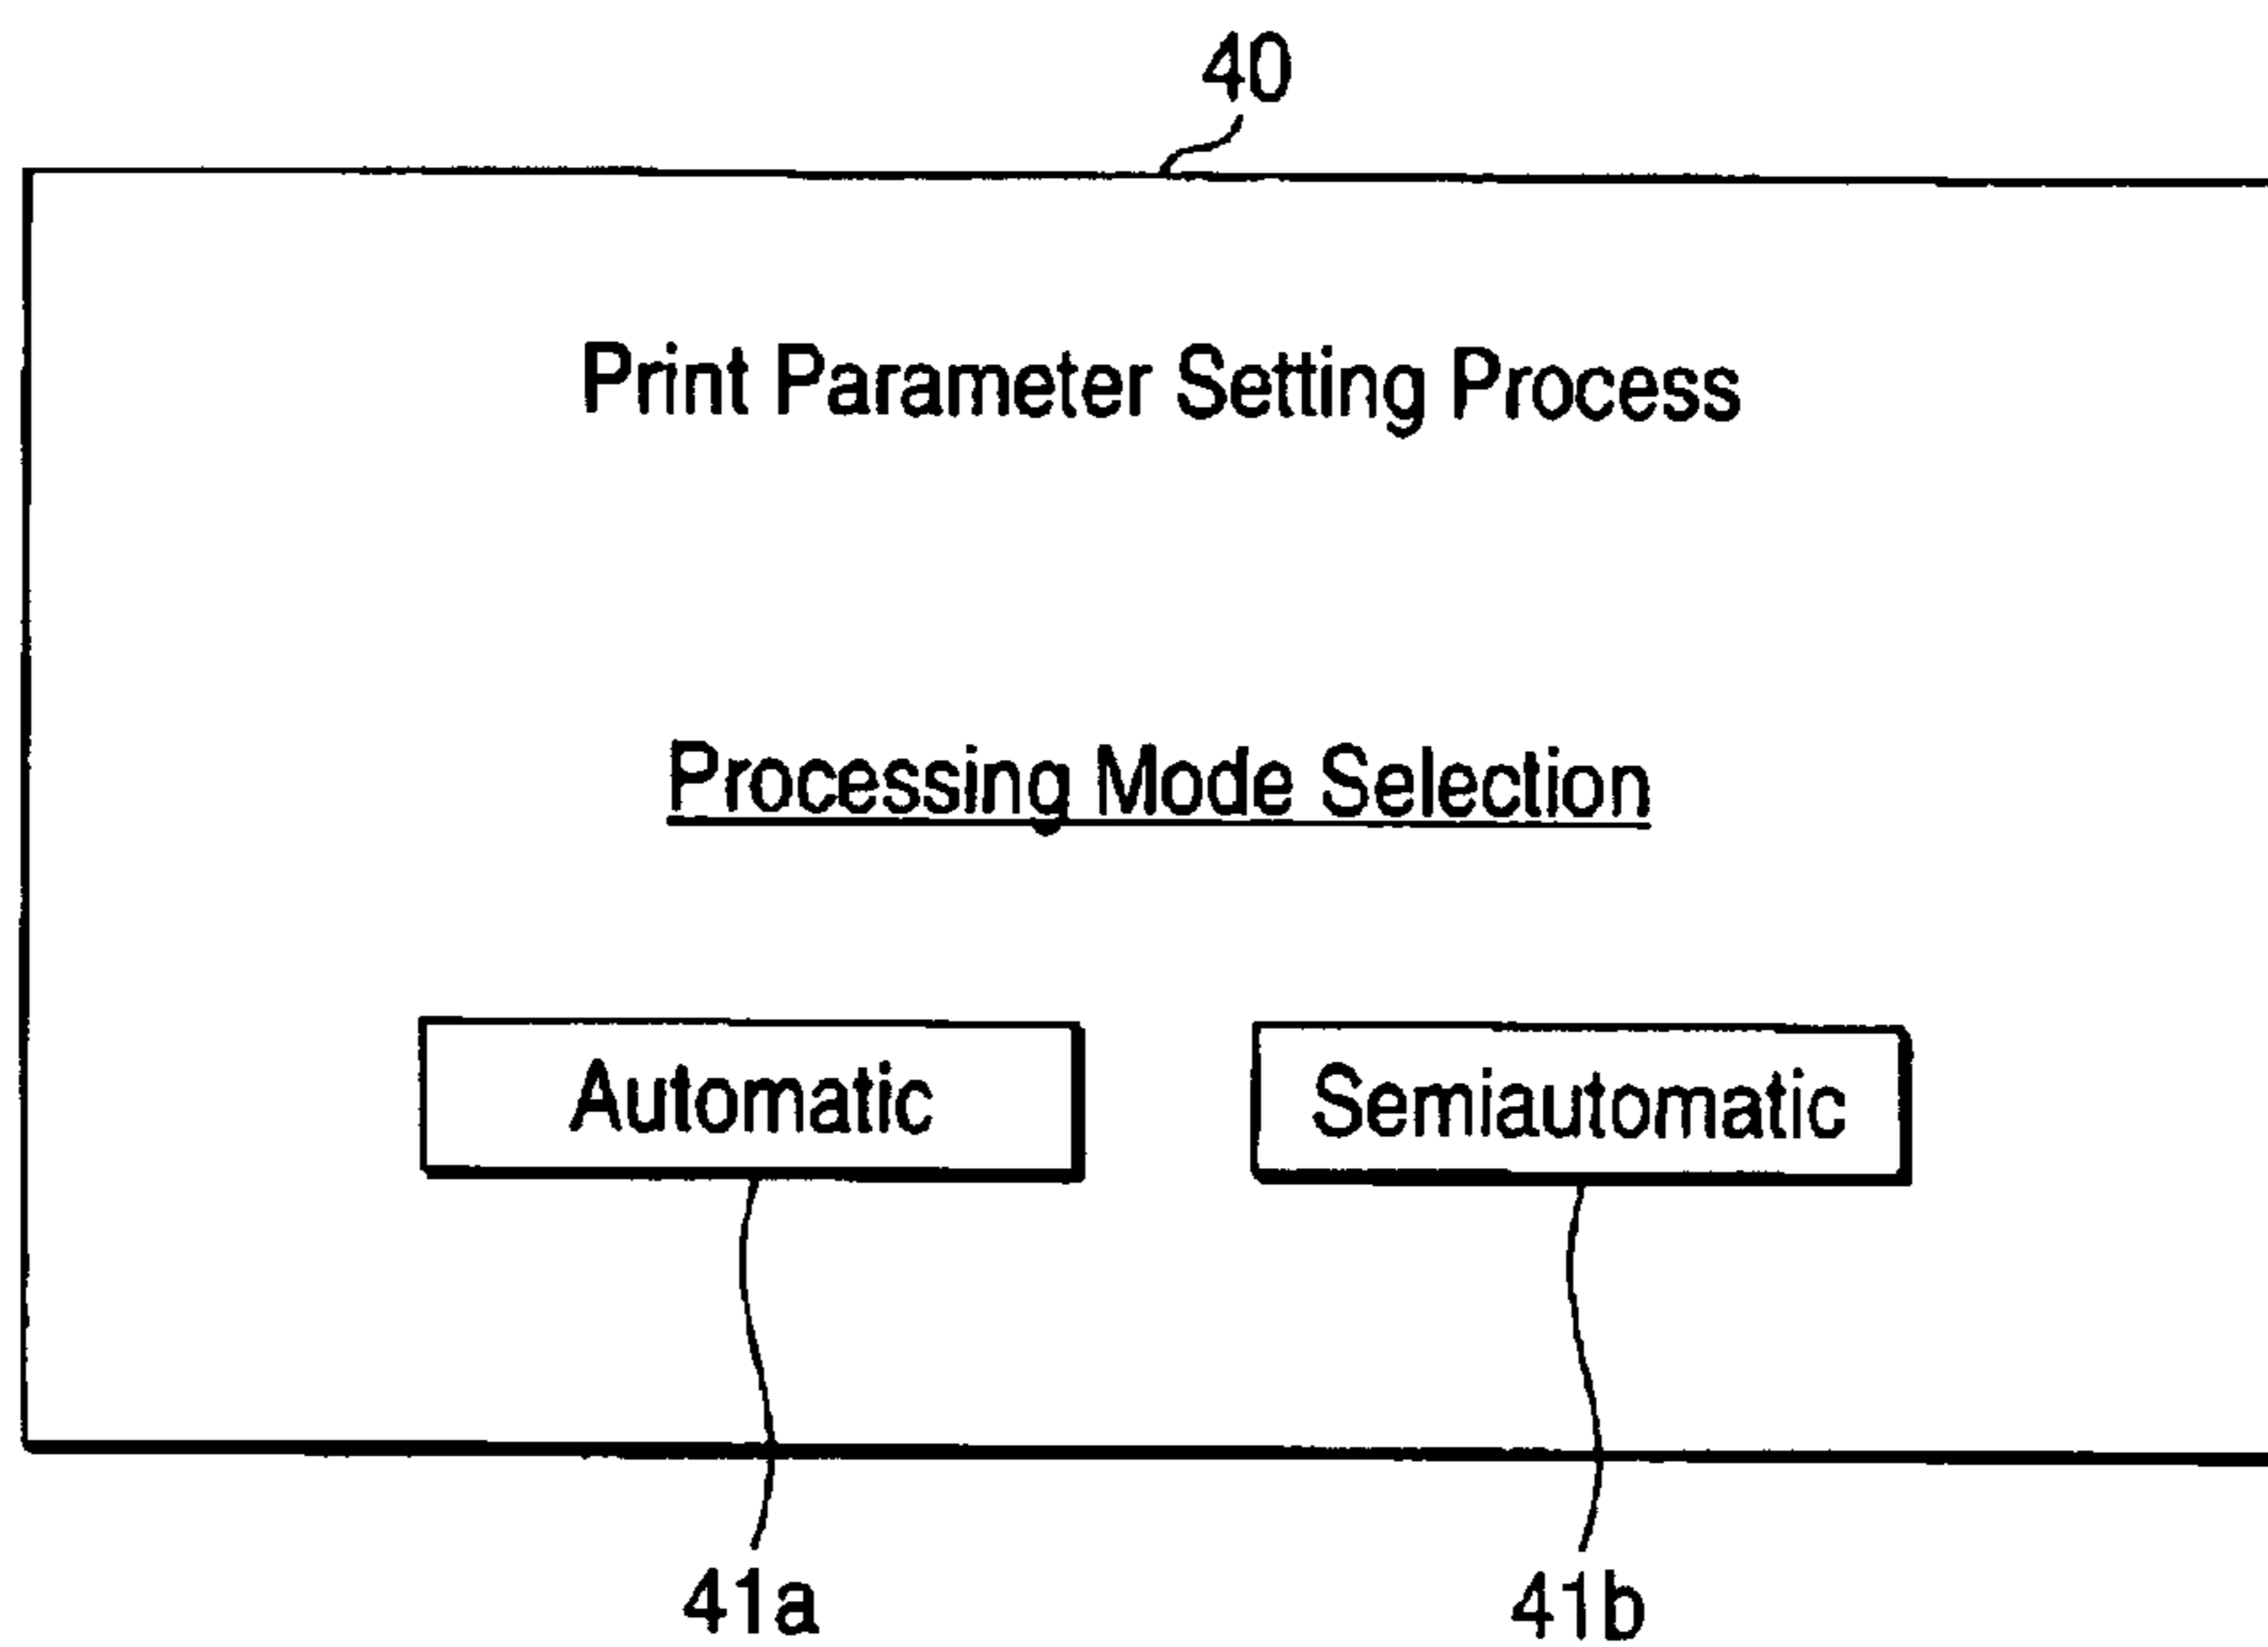 40
Print Parameter Setting Process
Processing Mode Selection
Automatic
Semiautomatic
41a
41b